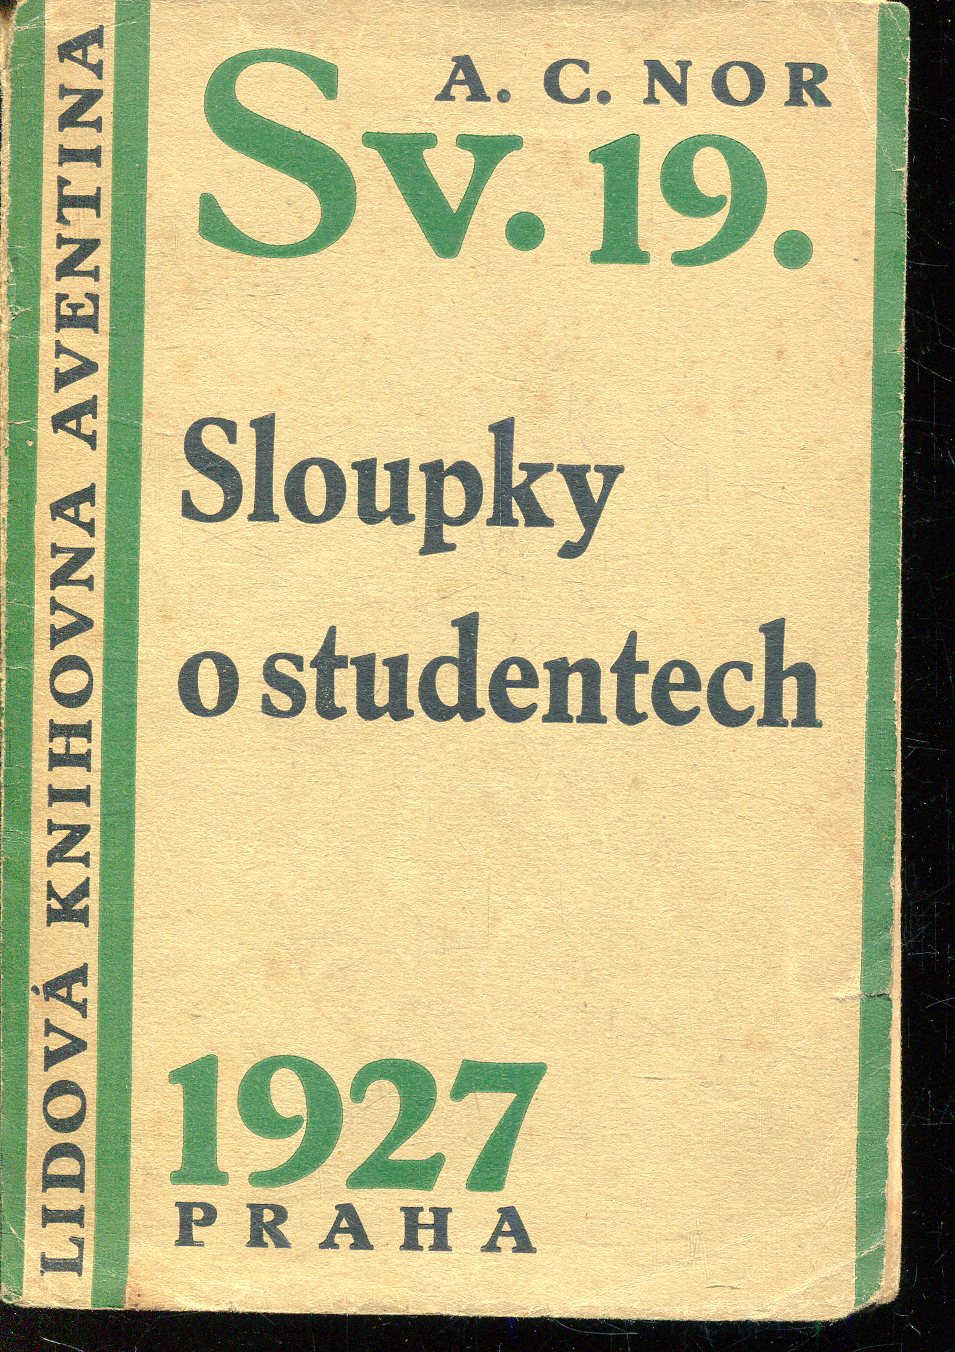 LIDOVÁ KNIHOVNA AVENTINA
A. C. NOR
Sv. 19.
Sloupky
o studentech
1927
PRAHA